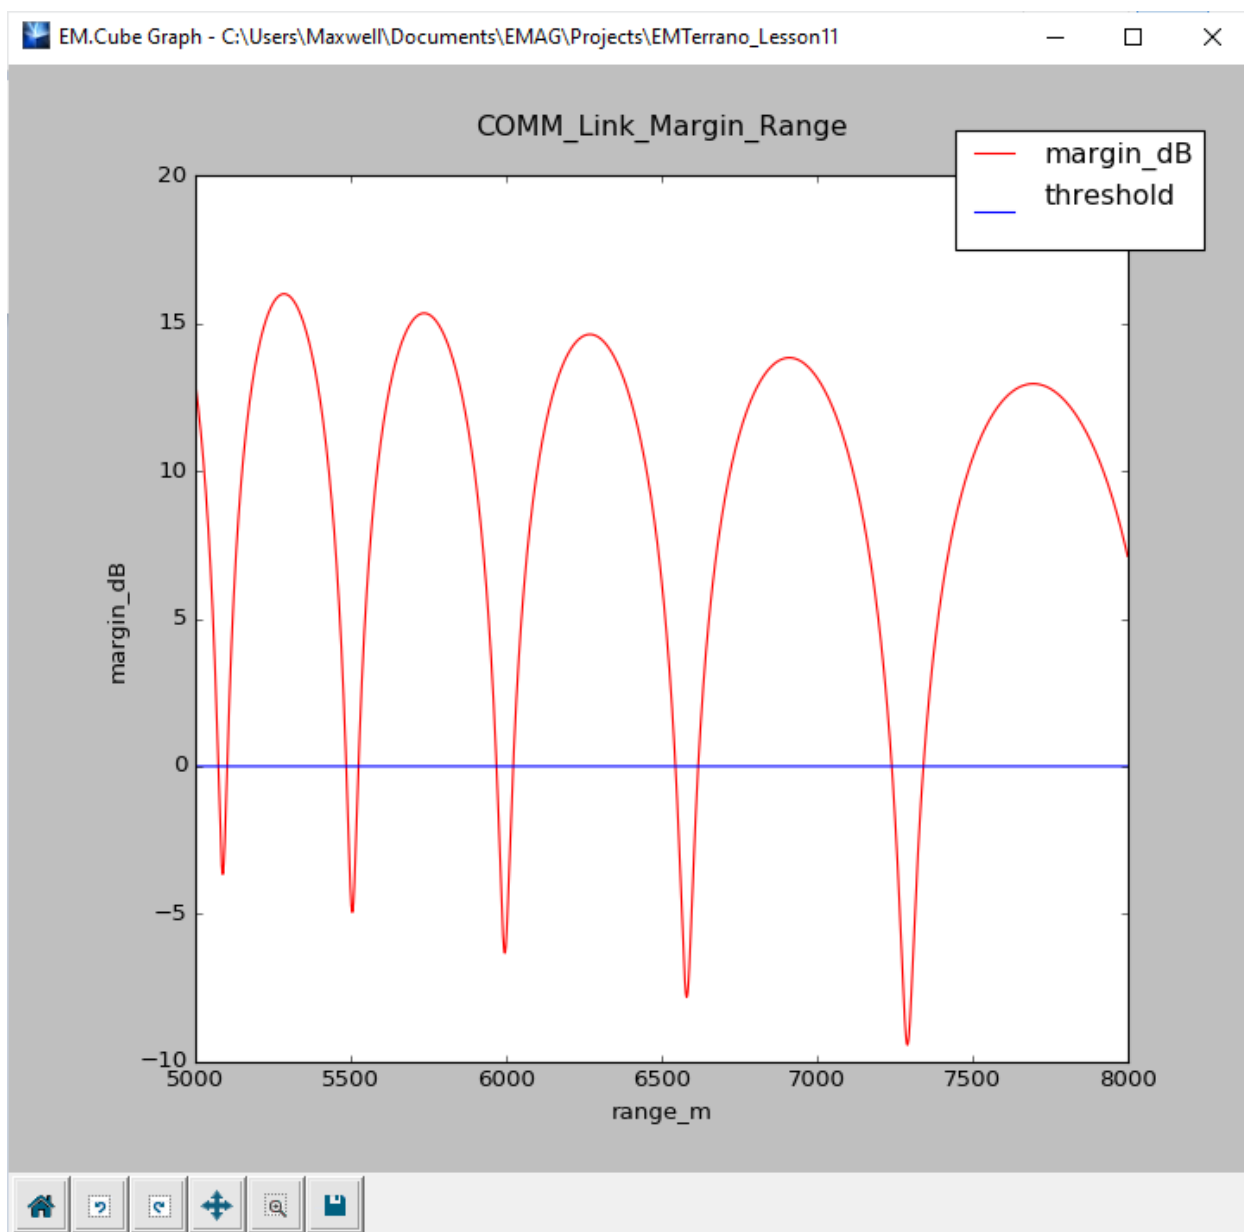 EM.Cube Graph - C:\Users\Maxwell\Documents\EMAG\Projects\EMTerrano_Lesson11
COMM_Link_Margin_Range
margin_dB
threshold
20
15
10
5
0
−5
−10
margin_dB
5000 5500 6000 6500 7000 7500 8000
range_m